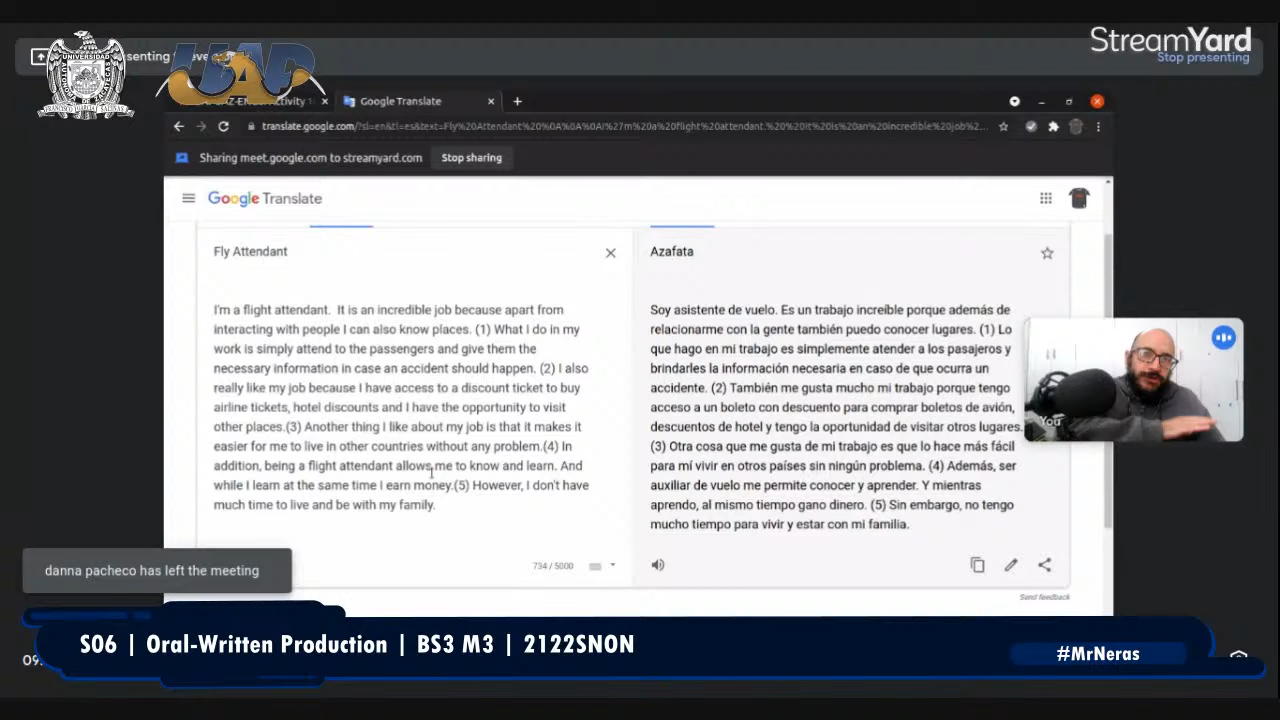 StreamYard
Stop presenting
UNIVERSIDAD
Activity
Google Translate
translate.google.com/?sl=en&tl=es&text=Fly%20Attendant%20%0A%0A%0AI%27m%20a%20flight%20attendant.%20%20It%20is%20an%20incredible%20job%2...
Sharing meet.google.com to streamyard.com
Stop sharing
Google Translate
Fly Attendant
I'm a flight attendant. It is an incredible job because apart from
interacting with people I can also know places. (1) What I do in my
work is simply attend to the passengers and give them the
necessary information in case an accident should happen. (2) I also
really like my job because I have access to a discount ticket to buy
airline tickets, hotel discounts and I have the opportunity to visit
other places.(3) Another thing I like about my job is that it makes it
easier for me to live in other countries without any problem.(4) In
addition, being a flight attendant allows me to know and learn. And
while I learn at the same time I earn money.(5) However, I don't have
much time to live and be with my family.
734 / 5000
Azafata
Soy asistente de vuelo. Es un trabajo increíble porque además de
relacionarme con la gente también puedo conocer lugares. (1) Lo
que hago en mi trabajo es simplemente atender a los pasajeros y
brindarles la información necesaria en caso de que ocurra un
accidente. (2) También me gusta mucho mi trabajo porque tengo
acceso a un boleto con descuento para comprar boletos de avión,
descuentos de hotel y tengo la oportunidad de visitar otros lugares.
(3) Otra cosa que me gusta de mi trabajo es que lo hace más fácil
para mí vivir en otros países sin ningún problema. (4) Además, ser
auxiliar de vuelo me permite conocer y aprender. Y mientras
aprendo, al mismo tiempo gano dinero. (5) Sin embargo, no tengo
mucho tiempo para vivir y estar con mi familia.
Send feedback
You
danna pacheco has left the meeting
S06 | Oral-Written Production | BS3 M3 | 2122SNON
#MrNeras